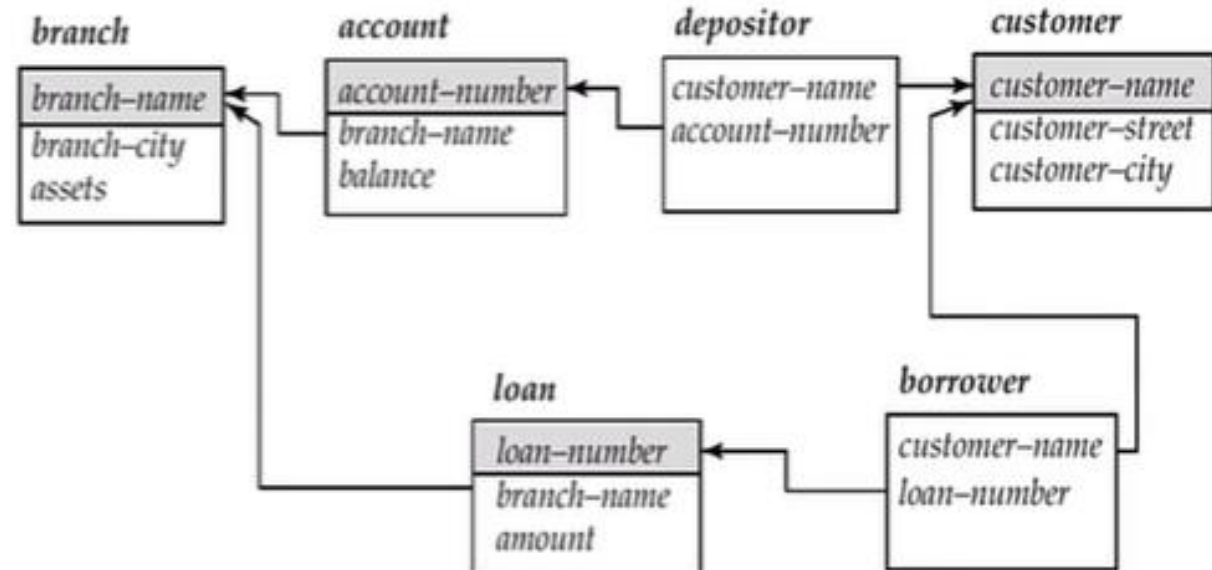 branch
branch–name
branch–city
assets
account
account–number
branch–name
balance
depositor
customer–name
account–number
customer
customer–name
customer–street
customer–city
loan
loan–number
branch–name
amount
borrower
customer–name
loan–number